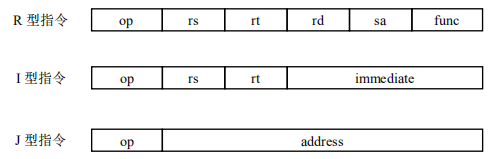 R 型指令 op rs rt rd sa func
I 型指令 op rs rt immediate
J 型指令 op address